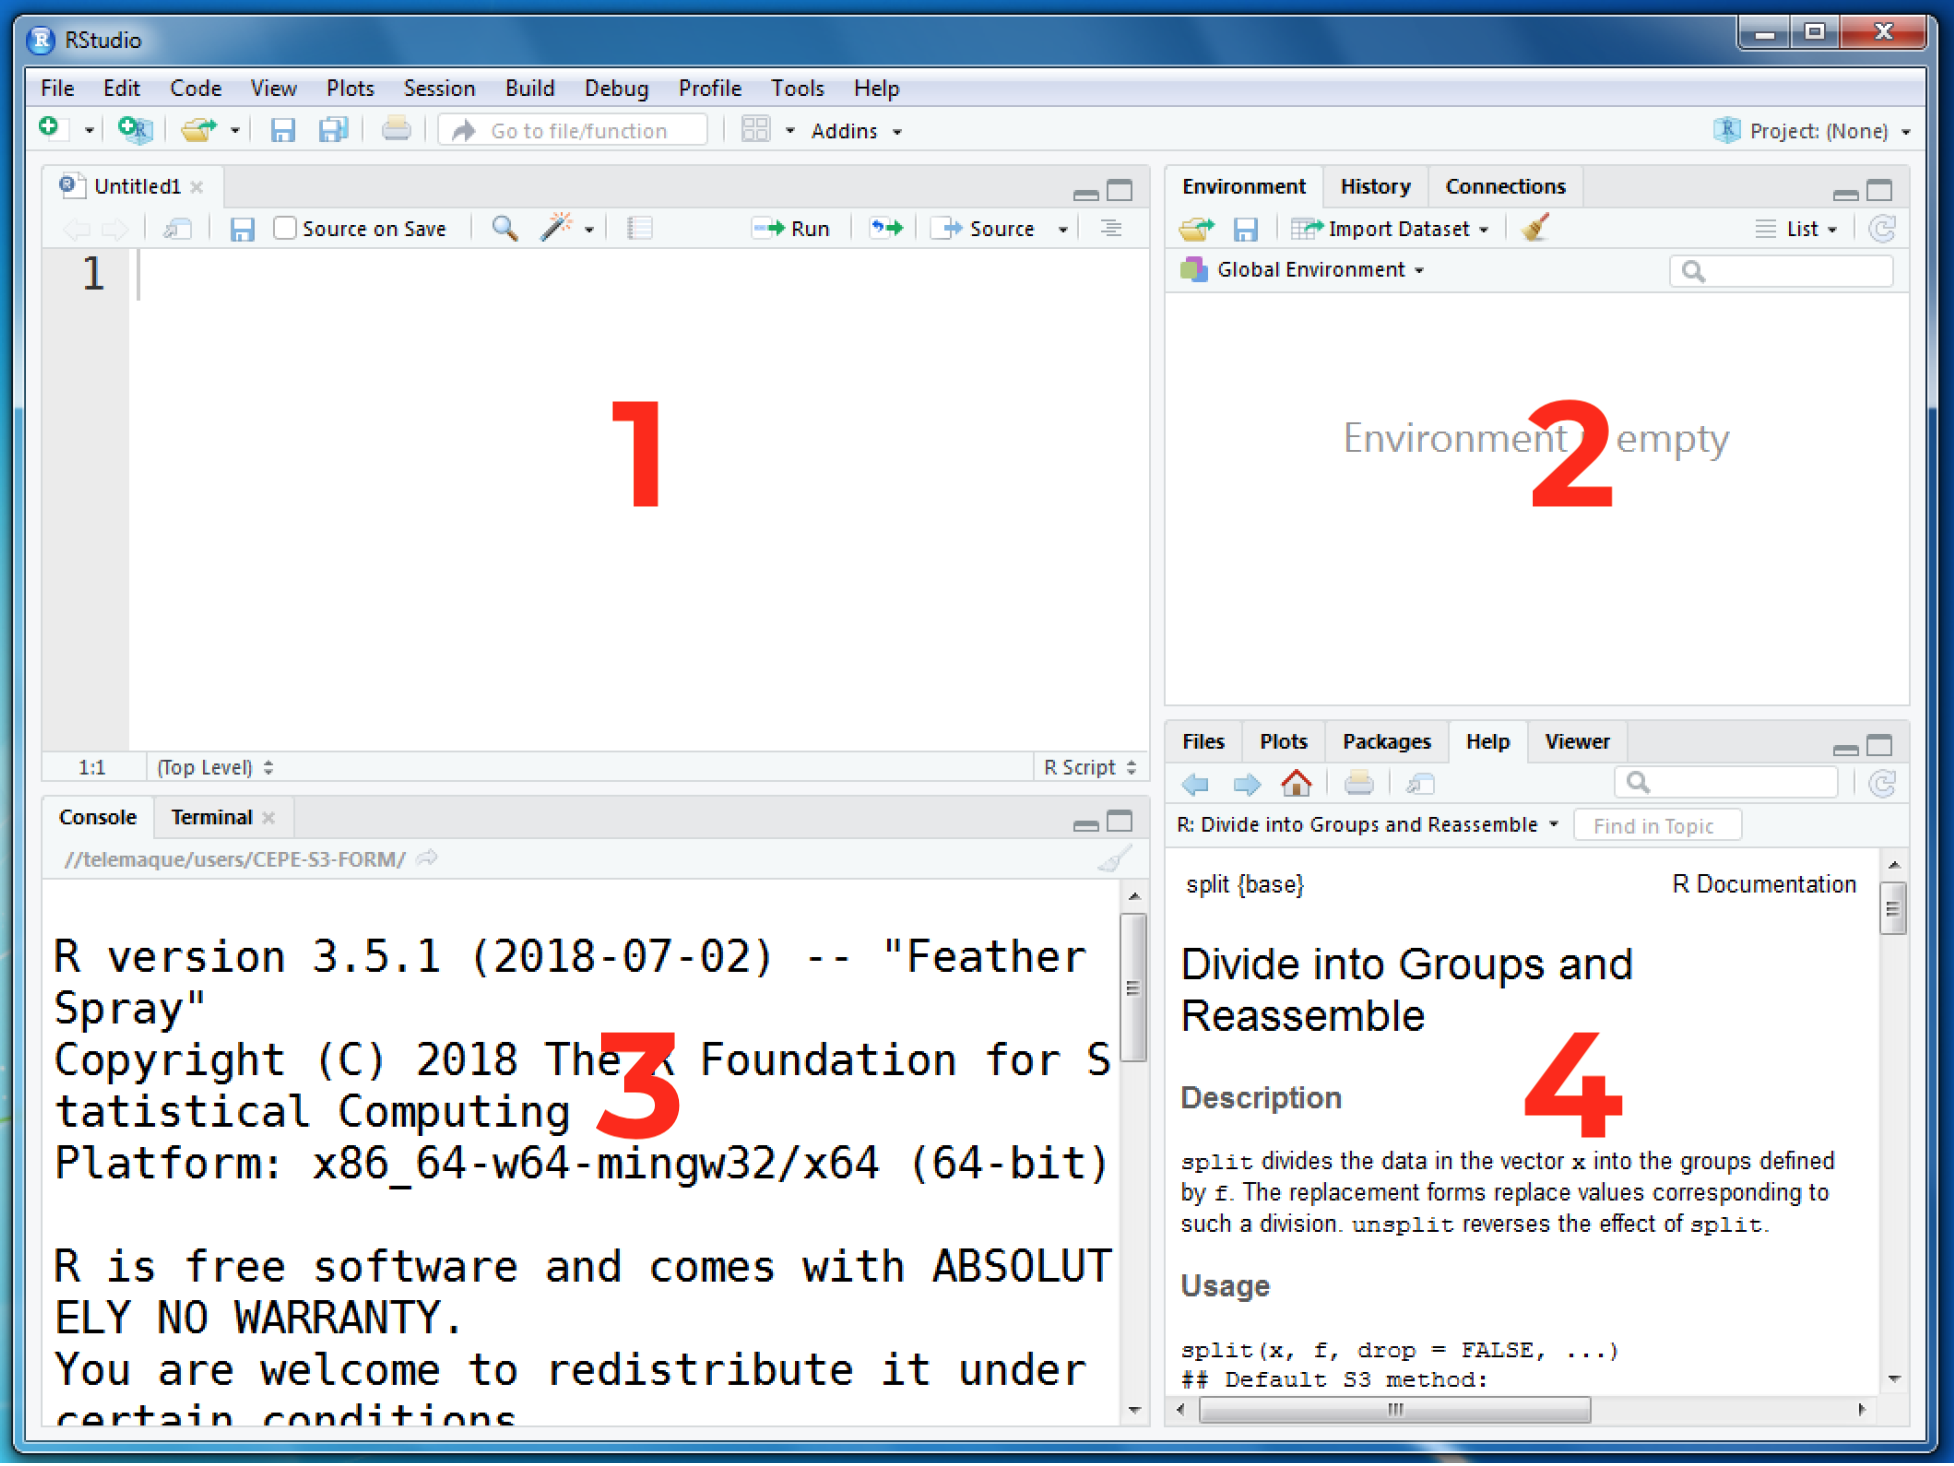 RStudio
File Edit Code View Plots Session Build Debug Profile Tools Help
Go to file/function Addins Project: (None)
Untitled1
Source on Save Run Source
1
1
1:1 (Top Level) R Script
Environment History Connections
Import Dataset List
Global Environment
Environment empty
2
Console Terminal
//telemaque/users/CEPE-S3-FORM/
R version 3.5.1 (2018-07-02) -- "Feather
Spray"
Copyright (C) 2018 The R Foundation for S
tatistical Computing
Platform: x86_64-w64-mingw32/x64 (64-bit)
3
R is free software and comes with ABSOLUT
ELY NO WARRANTY.
You are welcome to redistribute it under
certain conditions
Files Plots Packages Help Viewer
R: Divide into Groups and Reassemble Find in Topic
split {base} R Documentation
Divide into Groups and
Reassemble
4
Description
split divides the data in the vector x into the groups defined
by f. The replacement forms replace values corresponding to
such a division. unsplit reverses the effect of split.
Usage
split(x, f, drop = FALSE, ...)
## Default S3 method: